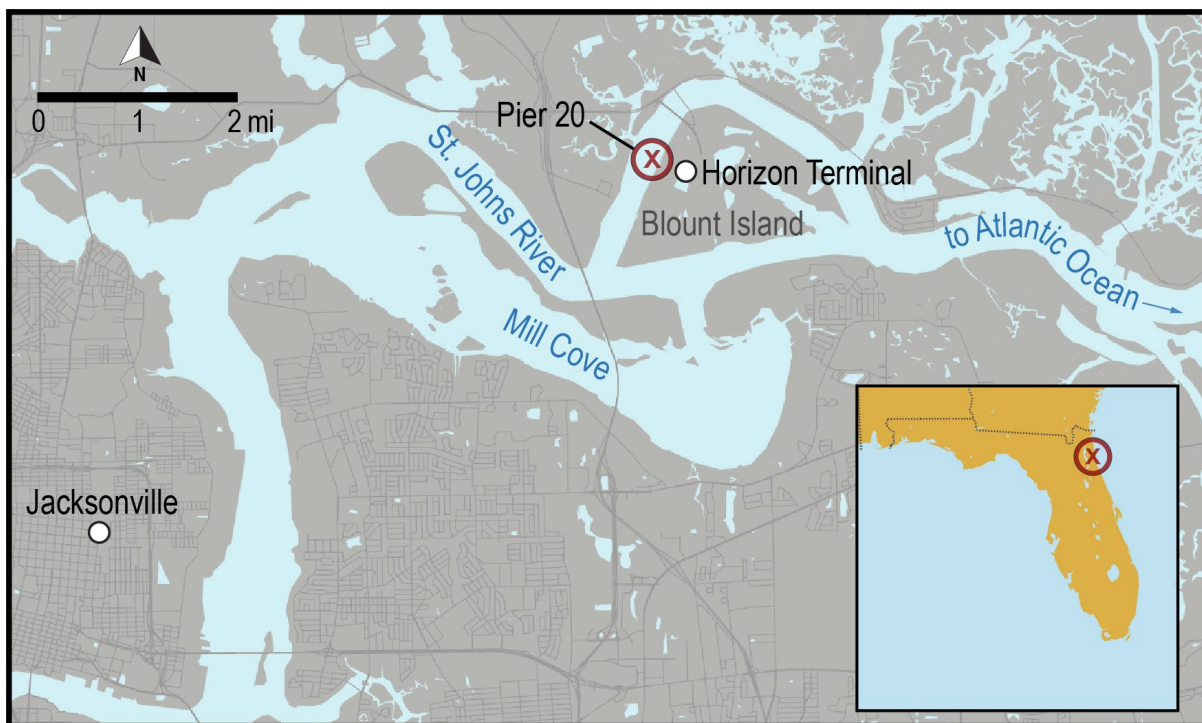 N
0 1 2 mi
Pier 20
X
Horizon Terminal
Blount Island
St. Johns River
Mill Cove
to Atlantic Ocean
Jacksonville
X